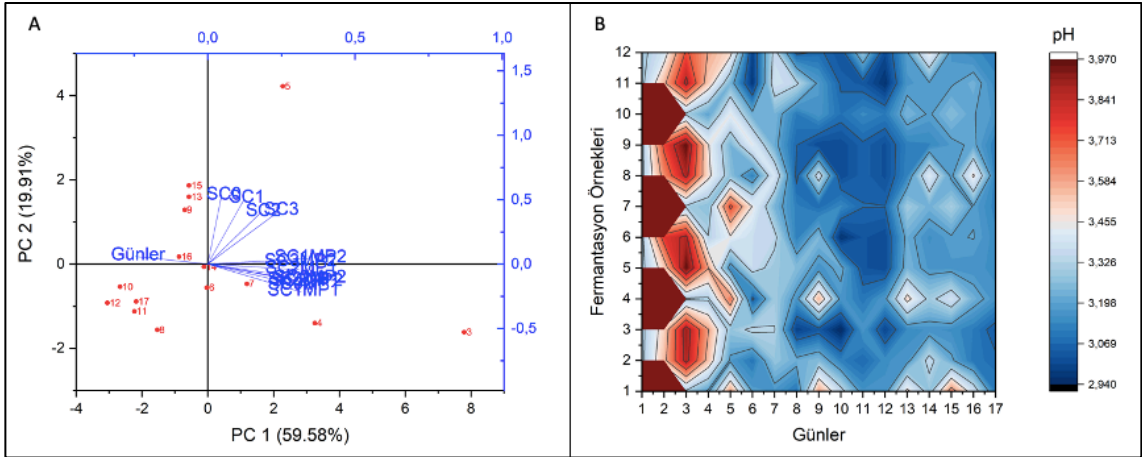 A
0,0 0,5 1,0
4
2
0
-2
PC 2 (19.91%)
1,5
1,0
0,5
0,0
-0,5
5
15
13
9
16
6
7
10
12
17
11
8
4
3
SC0
SC1
SC2
SC3
Günler
SC1MP2
SC1MP1
-4 -2 0 2 4 6 8
PC 1 (59.58%)
B
Fermantasyon Örnekleri
12
11
10
9
8
7
6
5
4
3
2
1
1 2 3 4 5 6 7 8 9 10 11 12 13 14 15 16 17
Günler
pH
3,970
3,841
3,713
3,584
3,455
3,326
3,198
3,069
2,940